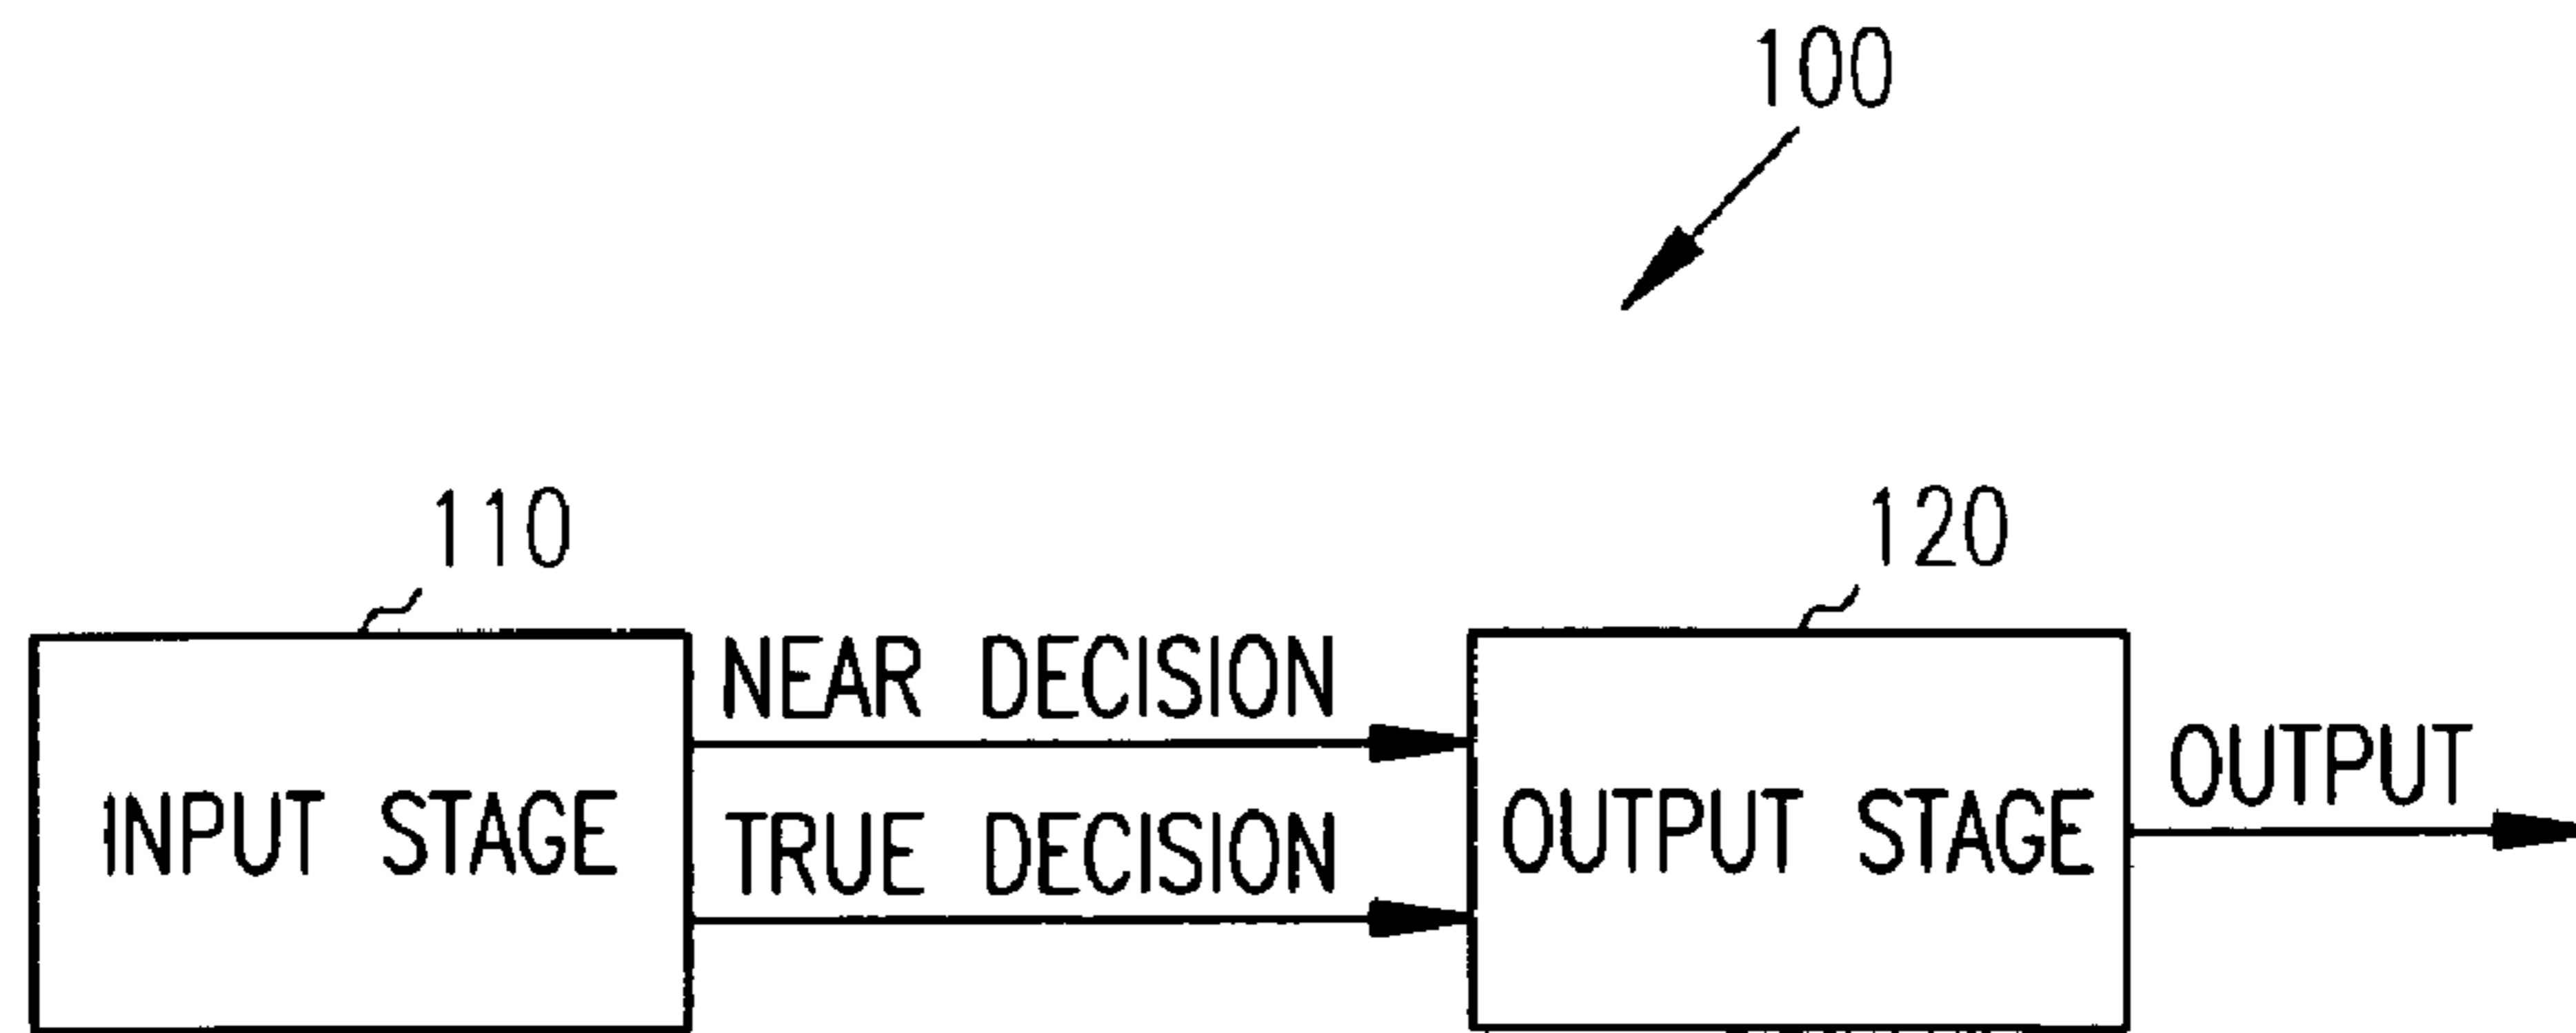 100
110
120
NEAR DECISION
OUTPUT
INPUT STAGE
TRUE DECISION
OUTPUT STAGE